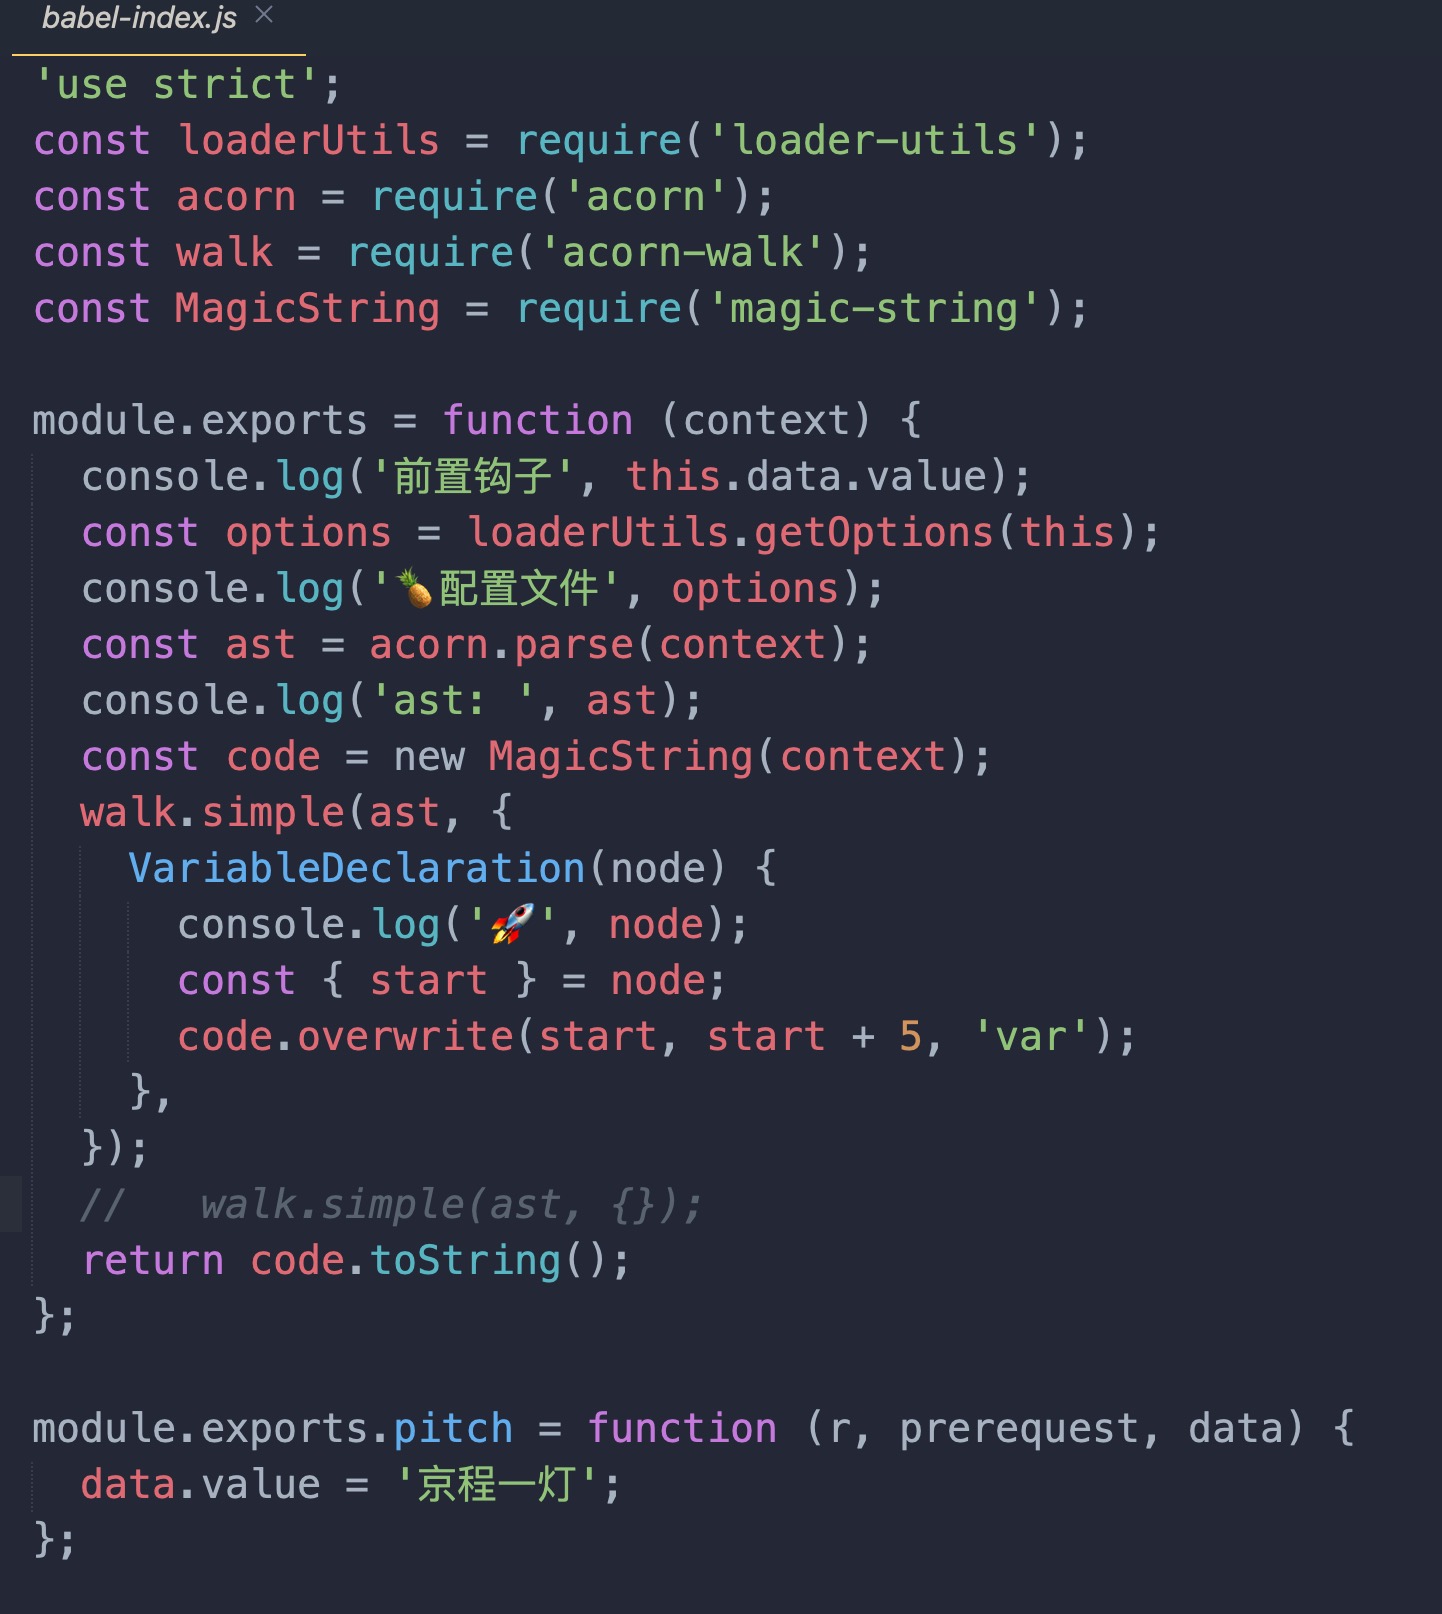 babel-index.js ×
'use strict';
const loaderUtils = require('loader-utils');
const acorn = require('acorn');
const walk = require('acorn-walk');
const MagicString = require('magic-string');

module.exports = function (context) {
  console.log('前置钩子', this.data.value);
  const options = loaderUtils.getOptions(this);
  console.log('🍍配置文件', options);
  const ast = acorn.parse(context);
  console.log('ast: ', ast);
  const code = new MagicString(context);
  walk.simple(ast, {
    VariableDeclaration(node) {
      console.log('🚀', node);
      const { start } = node;
      code.overwrite(start, start + 5, 'var');
    },
  });
  //   walk.simple(ast, {});
  return code.toString();
};

module.exports.pitch = function (r, prerequest, data) {
  data.value = '京程一灯';
};